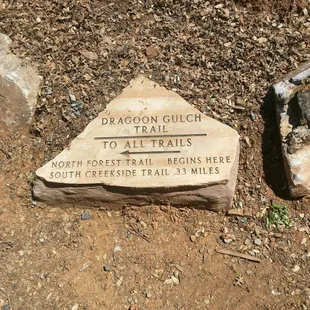 DRAGOON GULCH
TRAIL
TO ALL TRAILS
NORTH FOREST TRAIL BEGINS HERE
SOUTH CREEKSIDE TRAIL .33 MILES